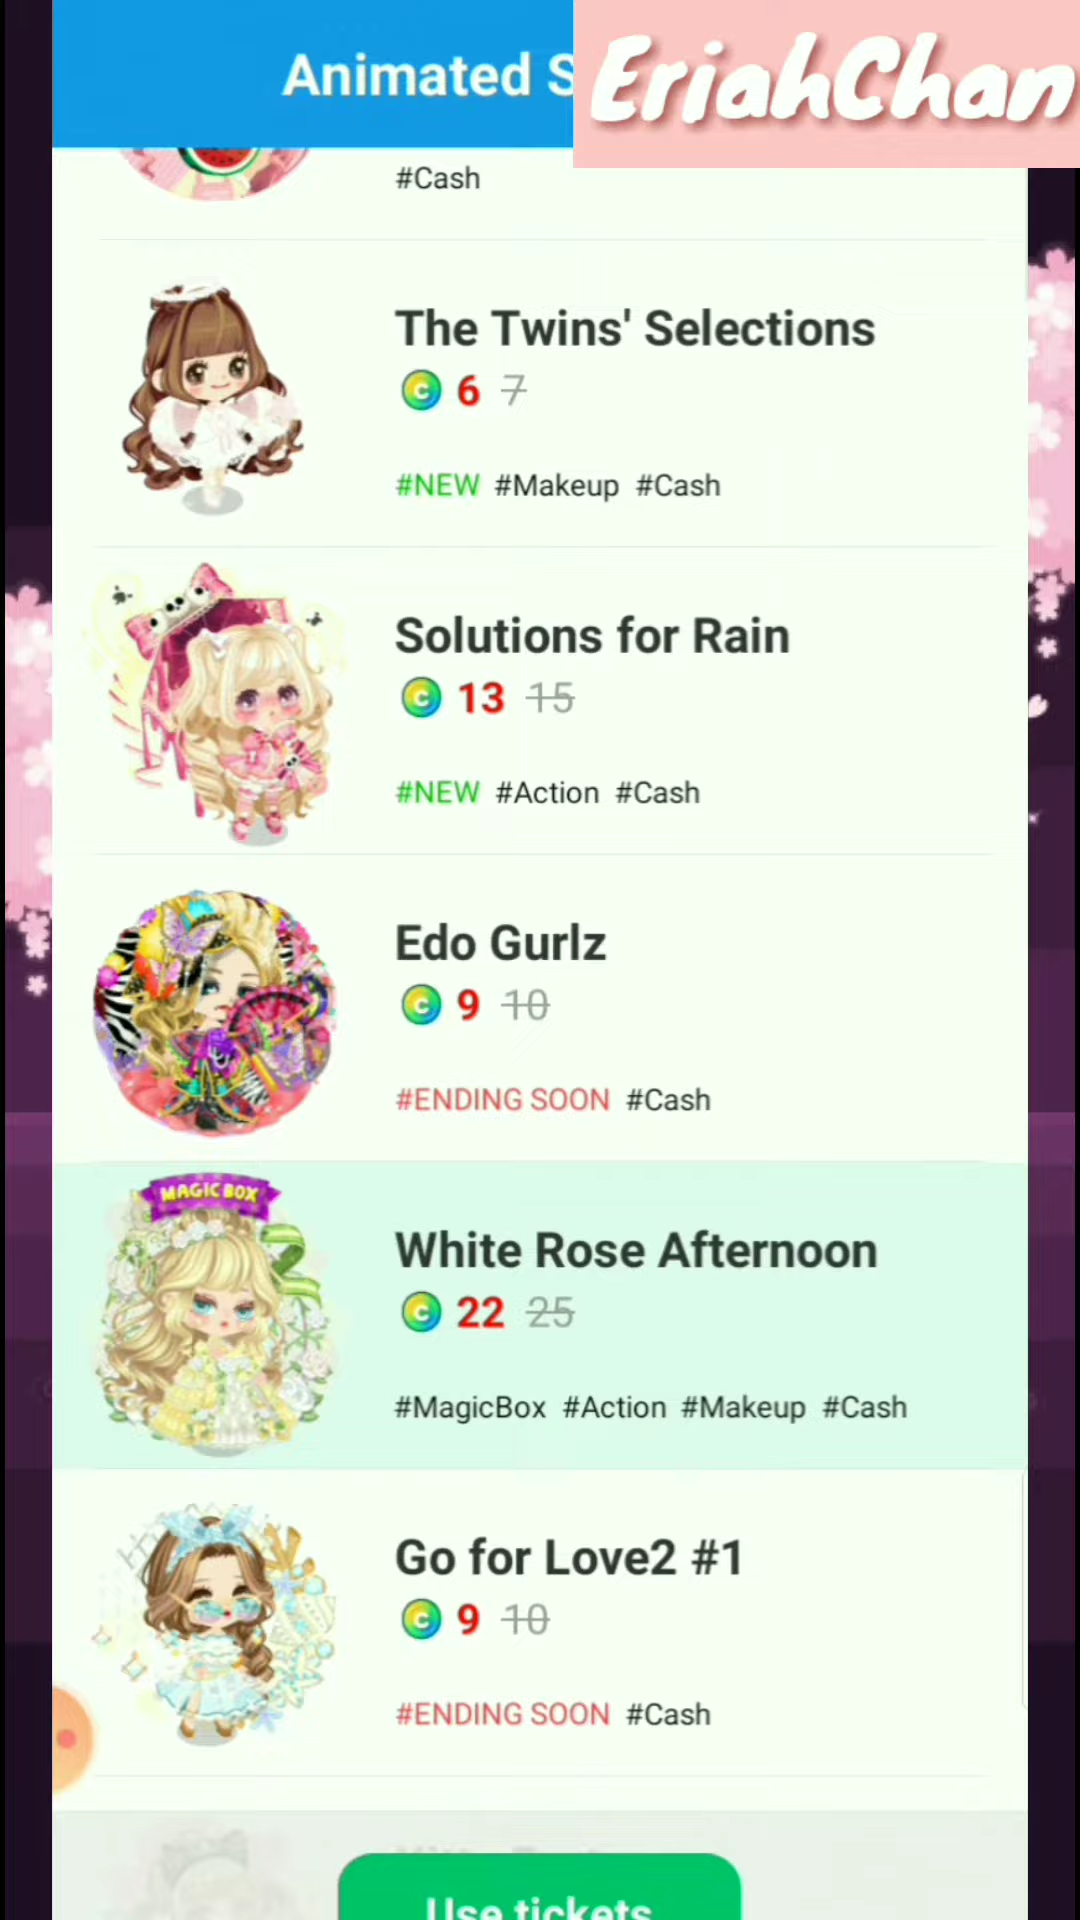 Animated S
EriahChan
#Cash
The Twins' Selections
C 6 7
#NEW #Makeup #Cash
Solutions for Rain
C 13 15
#NEW #Action #Cash
Edo Gurlz
C 9 10
#ENDING SOON #Cash
MAGIC BOX
White Rose Afternoon
C 22 25
#MagicBox #Action #Makeup #Cash
Go for Love2 #1
C 9 10
#ENDING SOON #Cash
Use tickets